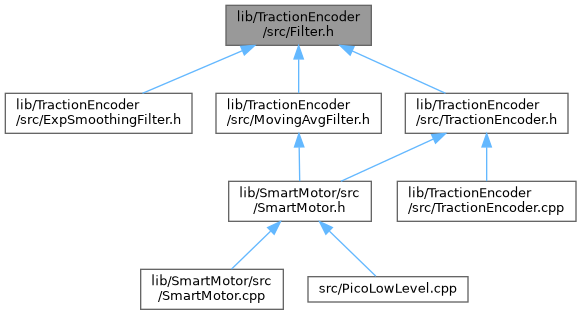 lib/TractionEncoder
/src/Filter.h
lib/TractionEncoder
/src/ExpSmoothingFilter.h
lib/TractionEncoder
/src/MovingAvgFilter.h
lib/TractionEncoder
/src/TractionEncoder.h
lib/SmartMotor/src
/SmartMotor.h
lib/TractionEncoder
/src/TractionEncoder.cpp
lib/SmartMotor/src
/SmartMotor.cpp
src/PicoLowLevel.cpp